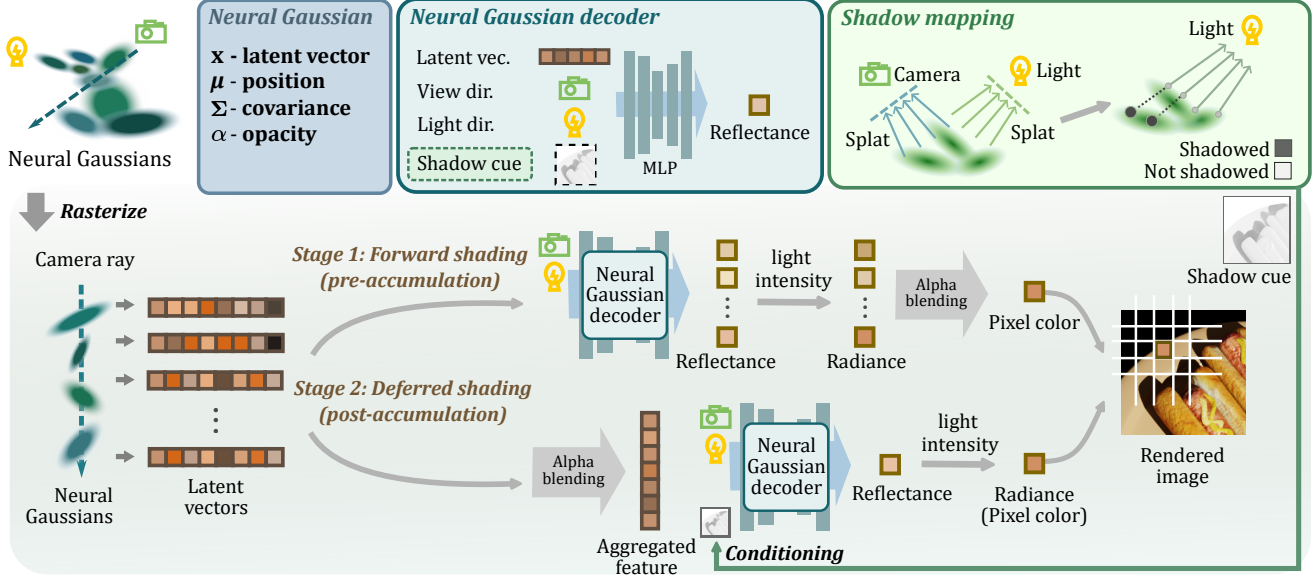 Neural Gaussians
Neural Gaussian
x - latent vector
μ - position
Σ - covariance
α - opacity
Neural Gaussian decoder
Latent vec.
View dir.
Light dir.
Shadow cue
MLP
Reflectance
Shadow mapping
Camera
Light
Splat
Splat
Light
Shadowed
Not shadowed
Rasterize
Camera ray
Neural
Gaussians
Latent
vectors
Stage 1: Forward shading
(pre-accumulation)
Neural
Gaussian
decoder
Reflectance
light
intensity
Radiance
Alpha
blending
Pixel color
Shadow cue
Stage 2: Deferred shading
(post-accumulation)
Alpha
blending
Aggregated
feature
Neural
Gaussian
decoder
Conditioning
Reflectance
light
intensity
Radiance
(Pixel color)
Rendered
image